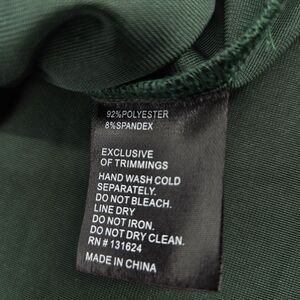 92%POLYESTER
8%SPANDEX
EXCLUSIVE
OF TRIMMINGS
HAND WASH COLD
SEPARATELY.
DO NOT BLEACH.
LINE DRY
DO NOT IRON.
DO NOT DRY CLEAN.
RN # 131624
MADE IN CHINA